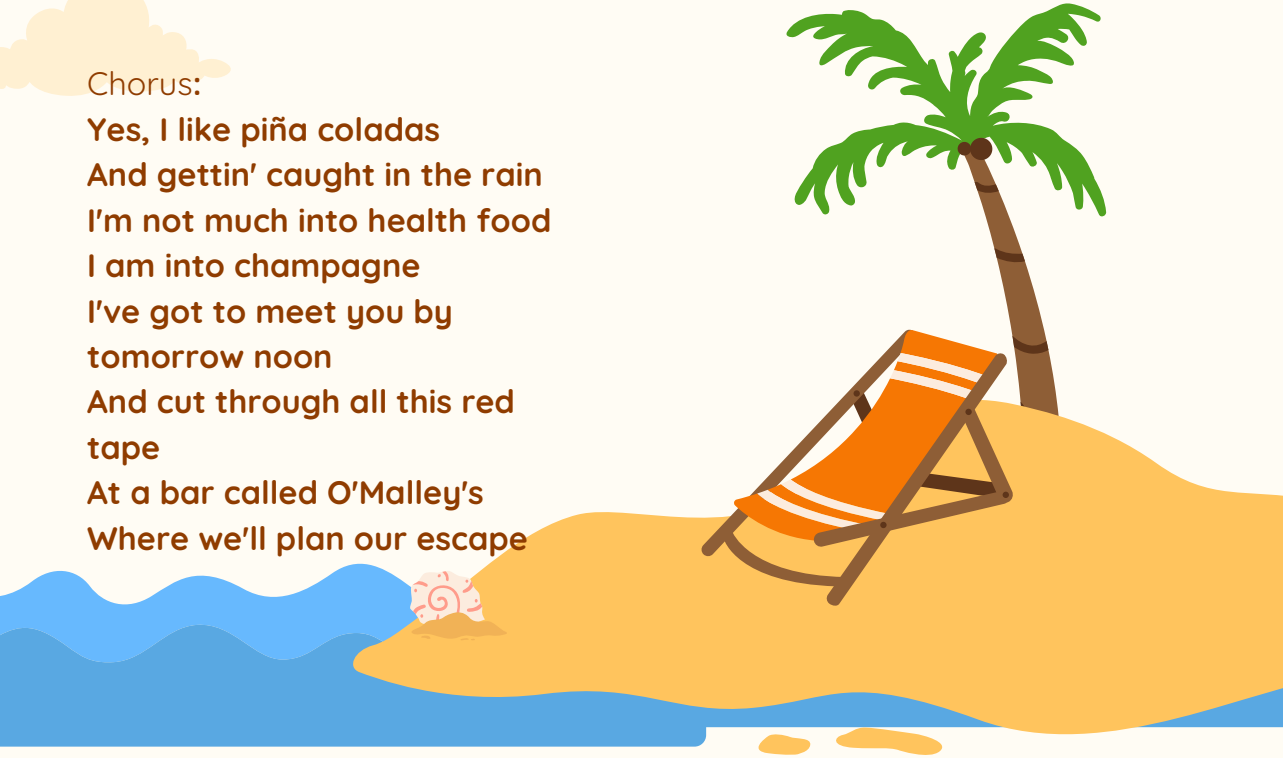 Chorus:
Yes, I like piña coladas
And gettin' caught in the rain
I'm not much into health food
I am into champagne
I've got to meet you by
tomorrow noon
And cut through all this red
tape
At a bar called O'Malley's
Where we'll plan our escape